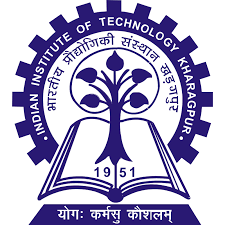 • INDIAN INSTITUTE OF TECHNOLOGY KHARAGPUR •
भारतीय प्रौद्योगिकी संस्थान खड़गपुर
1951
योगः कर्मसु कौशलम्